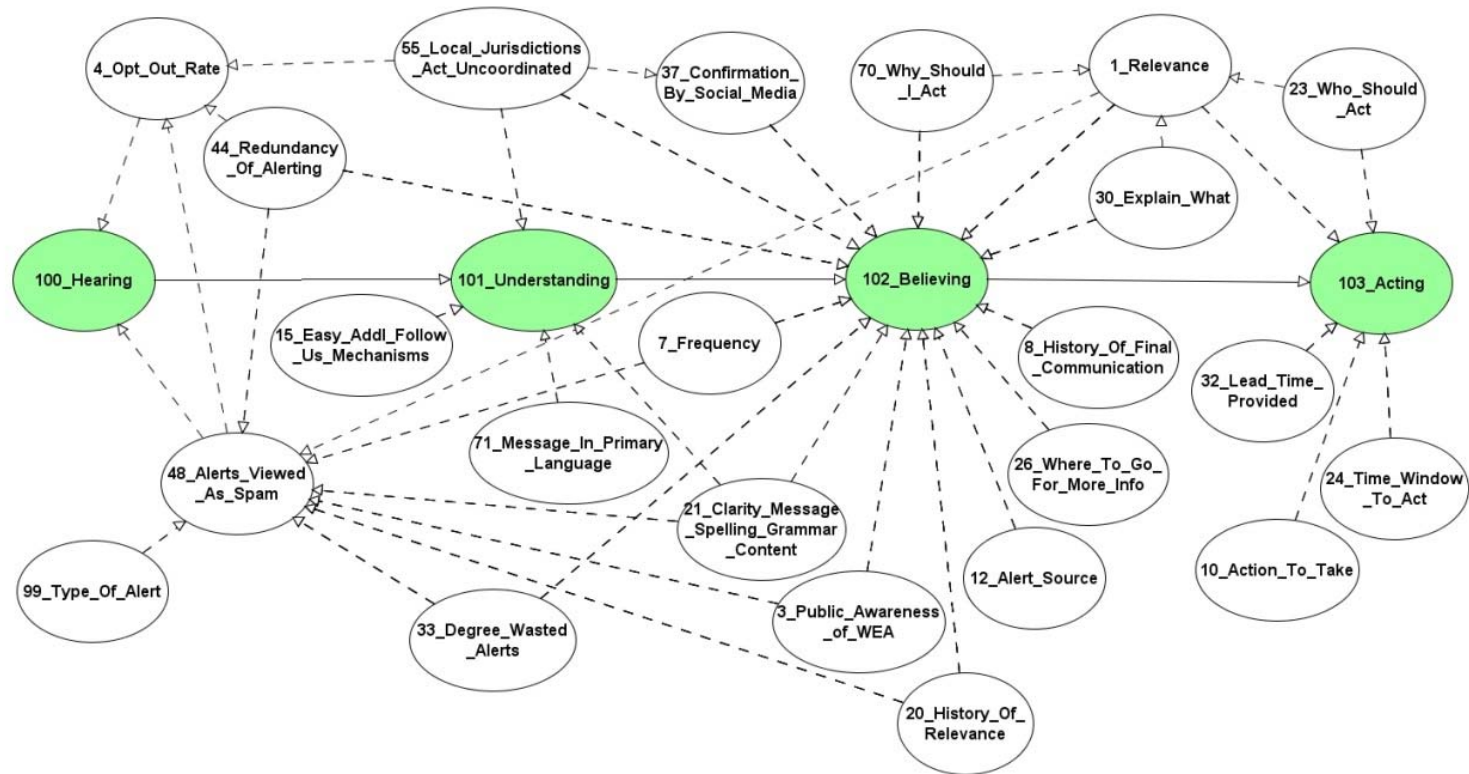 4_Opt_Out_Rate
55_Local_Jurisdictions
_Act_Uncoordinated
37_Confirmation_
By_Social_Media
70_Why_Should
_I_Act
1_Relevance
23_Who_Should
_Act
44_Redundancy
_Of_Alerting
30_Explain_What
100_Hearing
101_Understanding
102_Believing
103_Acting
15_Easy_Addl_Follow
_Us_Mechanisms
7_Frequency
8_History_Of_Final
_Communication
32_Lead_Time_
Provided
71_Message_In_Primary
_Language
26_Where_To_Go_
For_More_Info
48_Alerts_Viewed
_As_Spam
24_Time_Window
_To_Act
21_Clarity_Message
_Spelling_Grammar
_Content
99_Type_Of_Alert
12_Alert_Source
10_Action_To_Take
33_Degree_Wasted
_Alerts
3_Public_Awareness
_of_WEA
20_History_Of_
Relevance